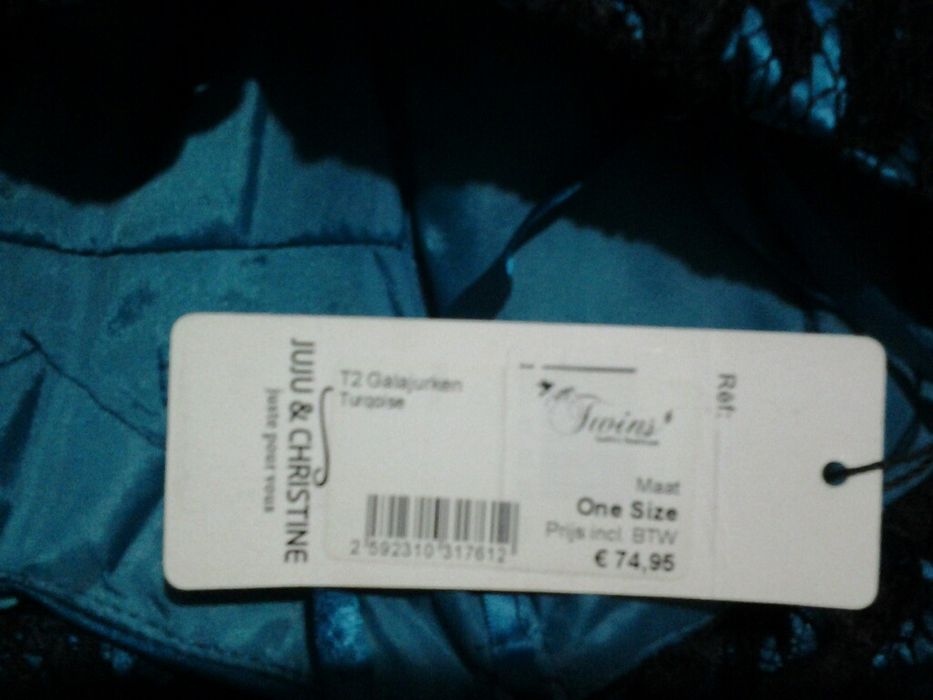 JUJU & CHRISTINE
juste pour vous
T2 Galajurken
Turqoise
Twins
Réf:
Maat
One Size
Prijs incl. BTW
€ 74,95
2 592310 317612